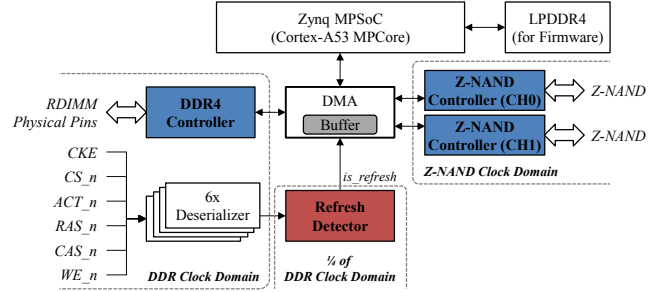 Zynq MPSoC
(Cortex-A53 MPCore)
LPDDR4
(for Firmware)
RDIMM
Physical Pins
DDR4
Controller
DMA
Buffer
Z-NAND
Controller (CH0)
Z-NAND
Z-NAND
Controller (CH1)
Z-NAND
Z-NAND Clock Domain
CKE
CS_n
ACT_n
RAS_n
CAS_n
WE_n
6x
Deserializer
is_refresh
Refresh
Detector
DDR Clock Domain
¼ of
DDR Clock Domain